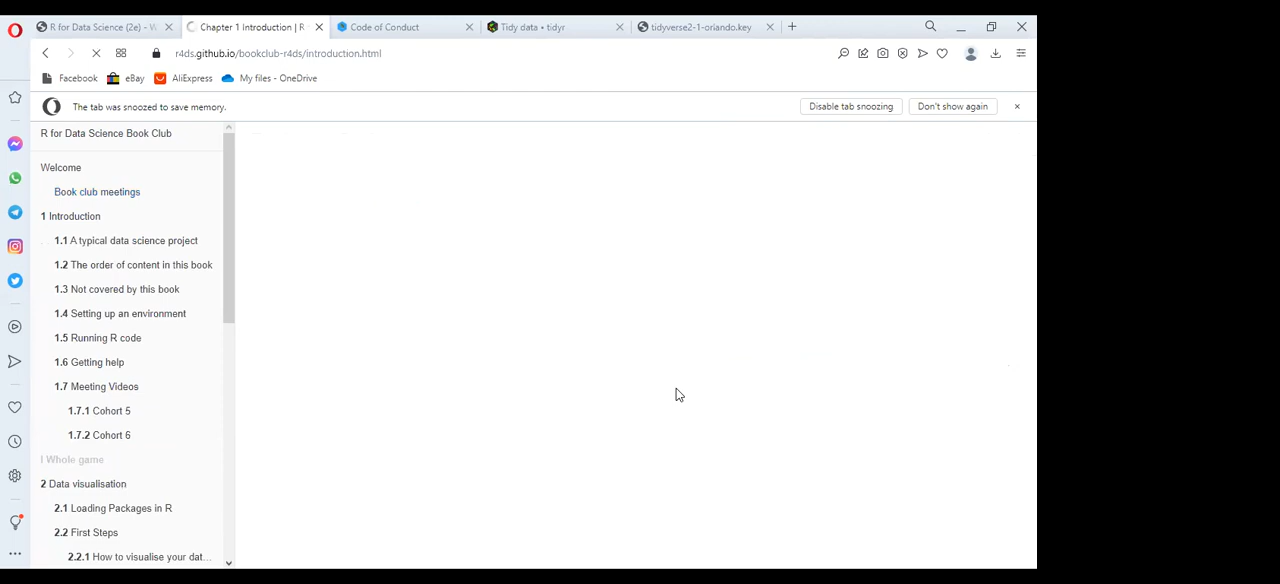 R for Data Science (2e) - W
Chapter 1 Introduction | R
Code of Conduct
Tidy data • tidyr
tidyverse2-1-orlando.key
r4ds.github.io/bookclub-r4ds/introduction.html
Facebook
eBay
AliExpress
My files - OneDrive
The tab was snoozed to save memory.
Disable tab snoozing
Don't show again
R for Data Science Book Club
Welcome
Book club meetings
1 Introduction
1.1 A typical data science project
1.2 The order of content in this book
1.3 Not covered by this book
1.4 Setting up an environment
1.5 Running R code
1.6 Getting help
1.7 Meeting Videos
1.7.1 Cohort 5
1.7.2 Cohort 6
I Whole game
2 Data visualisation
2.1 Loading Packages in R
2.2 First Steps
2.2.1 How to visualise your dat...